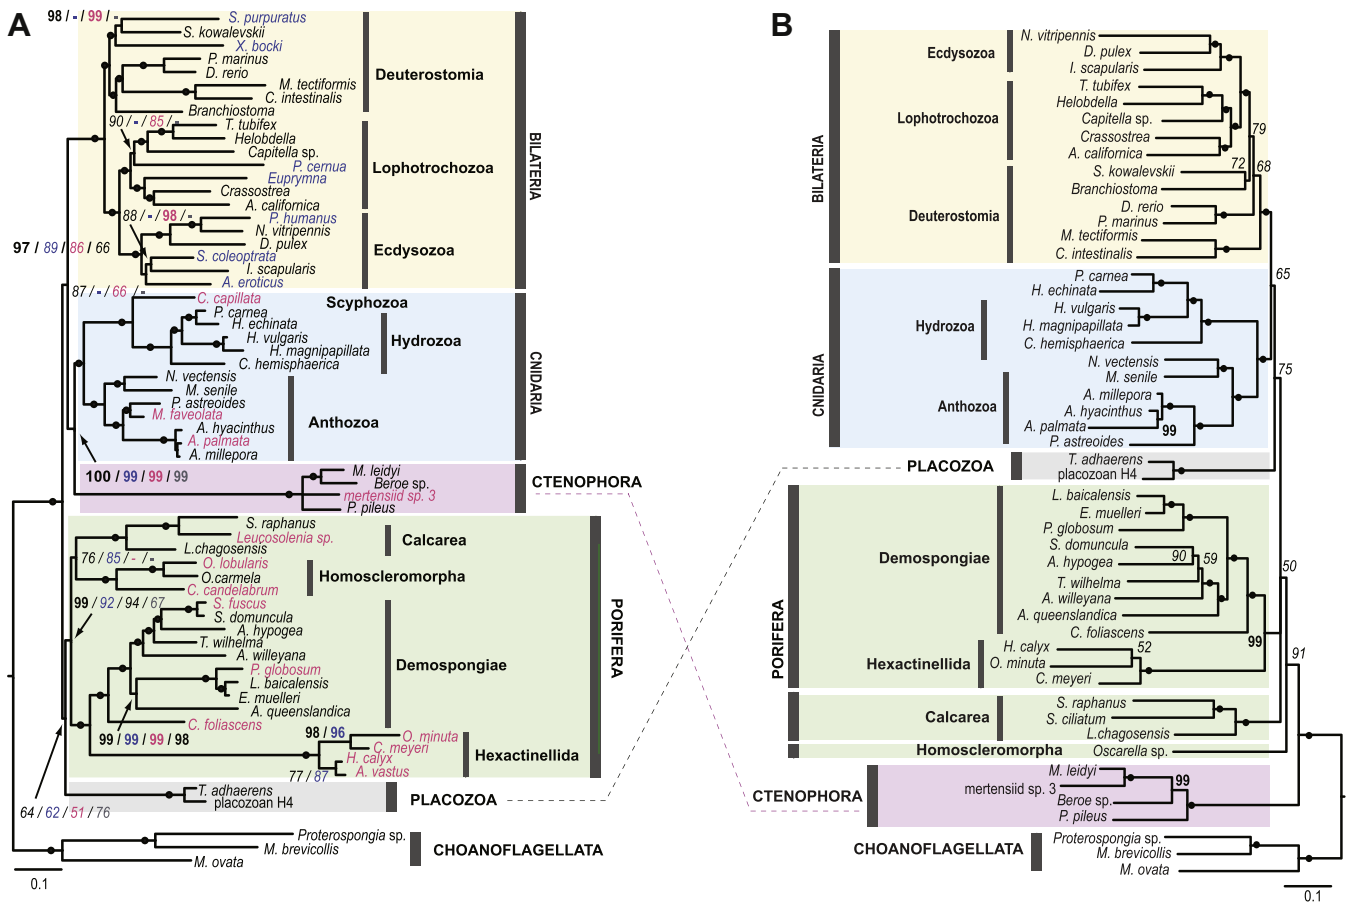 A
98 / - / 99 / -
S. purpuratus
S. kowalevskii
X. bocki
P. marinus
D. rerio
M. tectiformis
C. intestinalis
Branchiostoma
Deuterostomia
90 / - / 85 / -
T. tubifex
Helobdella
Capitella sp.
P. cernua
Euprymna
Crassostrea
A. californica
Lophotrochozoa
88 / - / 98 / -
P. humanus
N. vitripennis
D. pulex
S. coleoptrata
I. scapularis
A. eroticus
Ecdysozoa
BILATERIA
97 / 89 / 86 / 66
87 / - / 66 / -
C. capillata
Scyphozoa
P. carnea
H. echinata
H. vulgaris
H. magnipapillata
C. hemisphaerica
Hydrozoa
N. vectensis
M. senile
P. astreoides
M. faveolata
A. hyacinthus
A. palmata
A. millepora
Anthozoa
CNIDARIA
100 / 99 / 99 / 99
M. leidyi
Beroe sp.
mertensiid sp. 3
P. pileus
CTENOPHORA
S. raphanus
Leucosolenia sp.
L.chagosensis
Calcarea
76 / 85 / - / -
O. lobularis
O.carmela
C. candelabrum
Homoscleromorpha
99 / 92 / 94 / 67
S. fuscus
S. domuncula
A. hypogea
T. wilhelma
A. willeyana
P. globosum
L. baicalensis
E. muelleri
A. queenslandica
C. foliascens
Demospongiae
99 / 99 / 99 / 98
98 / 96
O. minuta
C. meyeri
H. calyx
A. vastus
77 / 87
Hexactinellida
PORIFERA
T. adhaerens
placozoan H4
PLACOZOA
64 / 62 / 51 / 76
Proterospongia sp.
M. brevicollis
M. ovata
CHOANOFLAGELLATA
0.1
B
N. vitripennis
D. pulex
I. scapularis
Ecdysozoa
T. tubifex
Helobdella
Capitella sp.
Crassostrea
A. californica
Lophotrochozoa
79
S. kowalevskii
Branchiostoma
72
68
D. rerio
P. marinus
M. tectiformis
C. intestinalis
Deuterostomia
BILATERIA
65
P. carnea
H. echinata
H. vulgaris
H. magnipapillata
C. hemisphaerica
Hydrozoa
N. vectensis
M. senile
A. millepora
A. hyacinthus
A. palmata
99
P. astreoides
Anthozoa
CNIDARIA
75
PLACOZOA
T. adhaerens
placozoan H4
L. baicalensis
E. muelleri
P. globosum
S. domuncula
A. hypogea
90
59
T. wilhelma
A. willeyana
A. queenslandica
C. foliascens
Demospongiae
50
99
H. calyx
O. minuta
C. meyeri
52
Hexactinellida
PORIFERA
91
S. raphanus
S. ciliatum
L.chagosensis
Calcarea
Homoscleromorpha
Oscarella sp.
M. leidyi
mertensiid sp. 3
Beroe sp.
P. pileus
99
CTENOPHORA
CHOANOFLAGELLATA
Proterospongia sp.
M. brevicollis
M. ovata
0.1